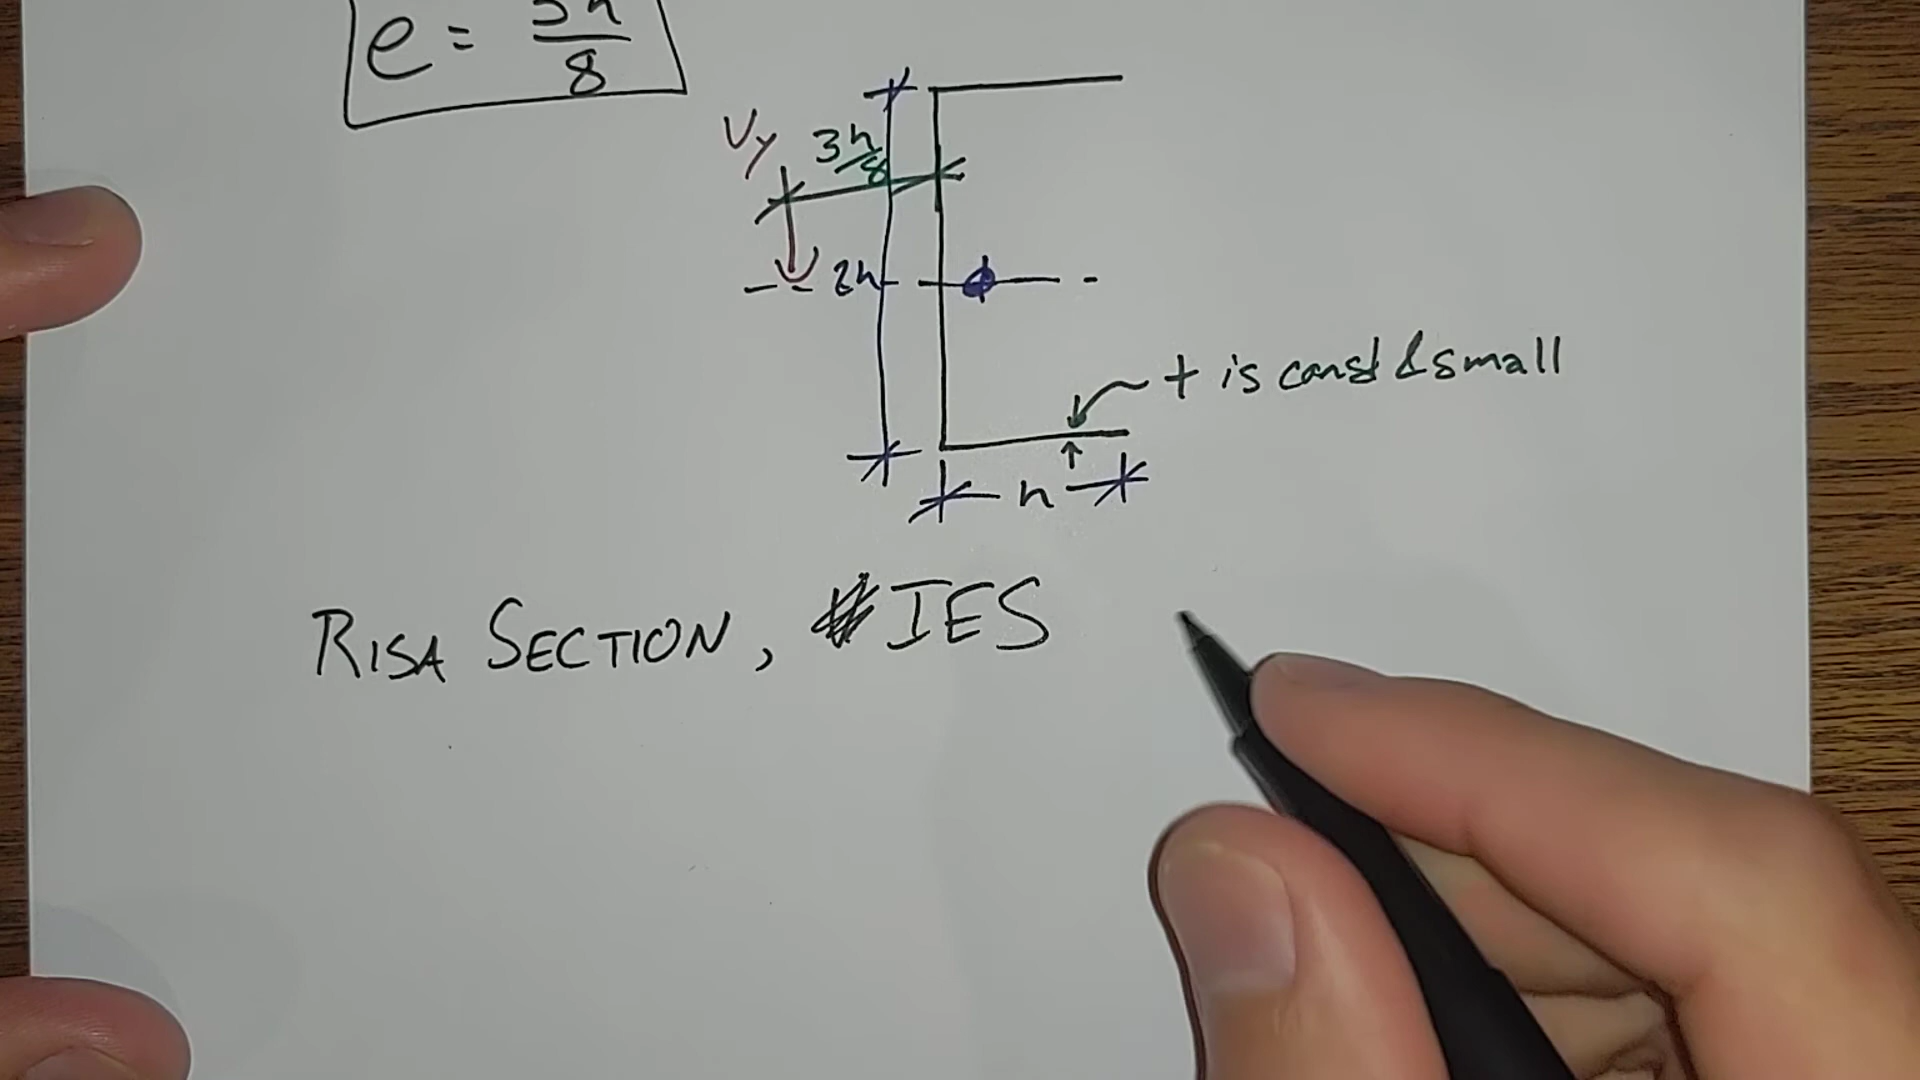 e = 3h/8
Vy
3h/8
2h
t is const & small
h
RISA SECTION, IES